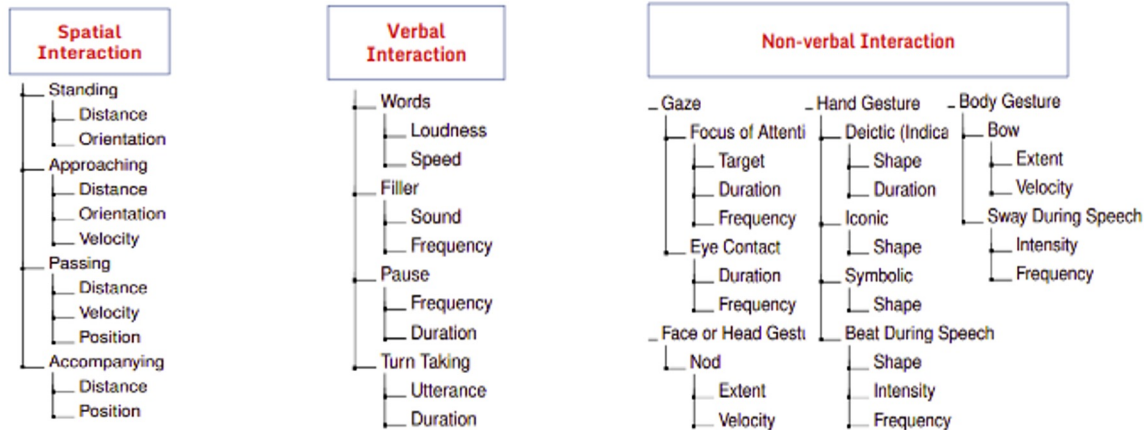 Spatial
Interaction
Standing
Distance
Orientation
Approaching
Distance
Orientation
Velocity
Passing
Distance
Velocity
Position
Accompanying
Distance
Position
Verbal
Interaction
Words
Loudness
Speed
Filler
Sound
Frequency
Pause
Frequency
Duration
Turn Taking
Utterance
Duration
Non-verbal Interaction
Gaze
Focus of Attenti
Target
Duration
Frequency
Eye Contact
Duration
Frequency
Face or Head Gestu
Nod
Extent
Velocity
Hand Gesture
Deictic (Indica
Shape
Duration
Iconic
Shape
Symbolic
Shape
Beat During Speech
Shape
Intensity
Frequency
Body Gesture
Bow
Extent
Velocity
Sway During Speech
Intensity
Frequency